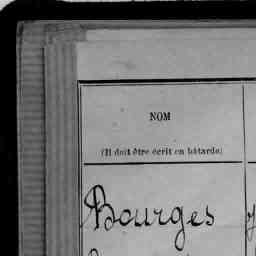 NOM
(Il doit être écrit en bâtarde)
Bourges